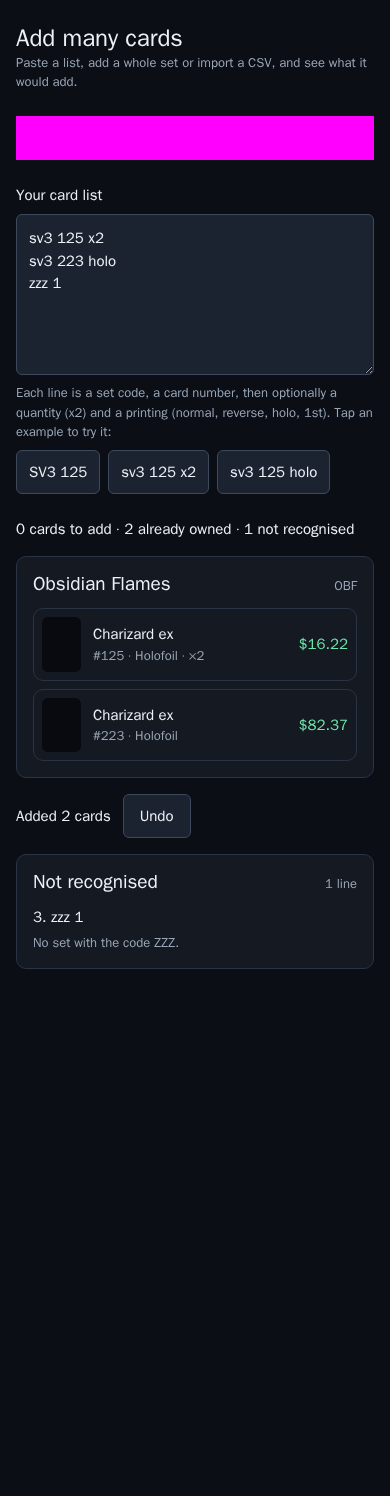 Add many cards
Paste a list, add a whole set or import a CSV, and see what it
would add.
Your card list
sv3 125 x2
sv3 223 holo
zzz 1
Each line is a set code, a card number, then optionally a
quantity (x2) and a printing (normal, reverse, holo, 1st). Tap an
example to try it:
SV3 125
sv3 125 x2
sv3 125 holo
0 cards to add · 2 already owned · 1 not recognised
Obsidian Flames
OBF
Charizard ex
#125 · Holofoil · ×2
$16.22
Charizard ex
#223 · Holofoil
$82.37
Added 2 cards
Undo
Not recognised
1 line
3. zzz 1
No set with the code ZZZ.